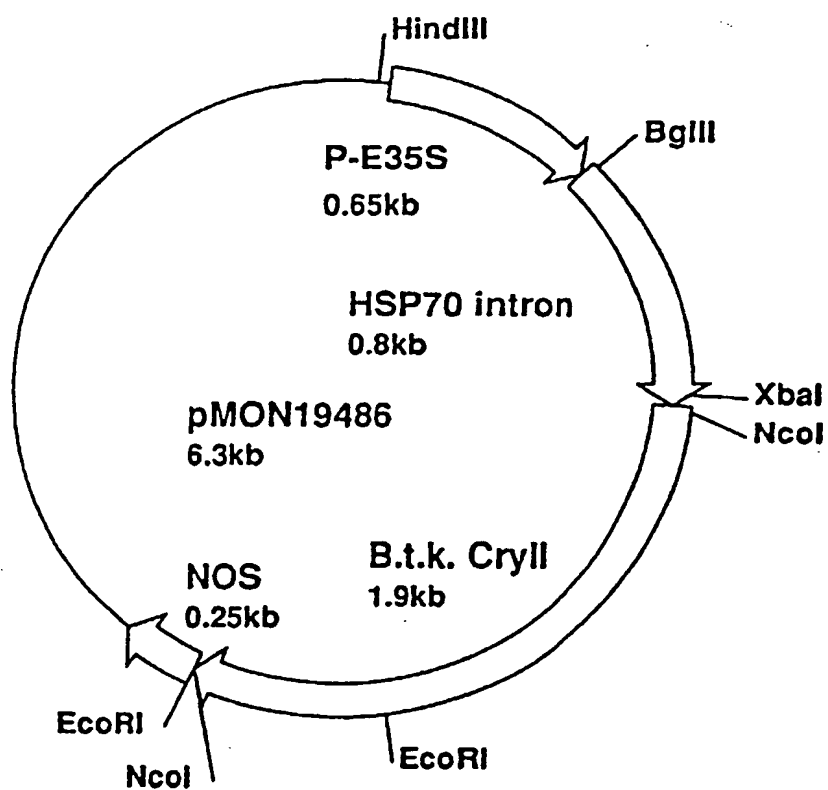 HindIII
BglII
P-E35S
0.65kb
HSP70 intron
0.8kb
XbaI
NcoI
pMON19486
6.3kb
B.t.k. CryII
1.9kb
NOS
0.25kb
EcoRI
NcoI
EcoRI